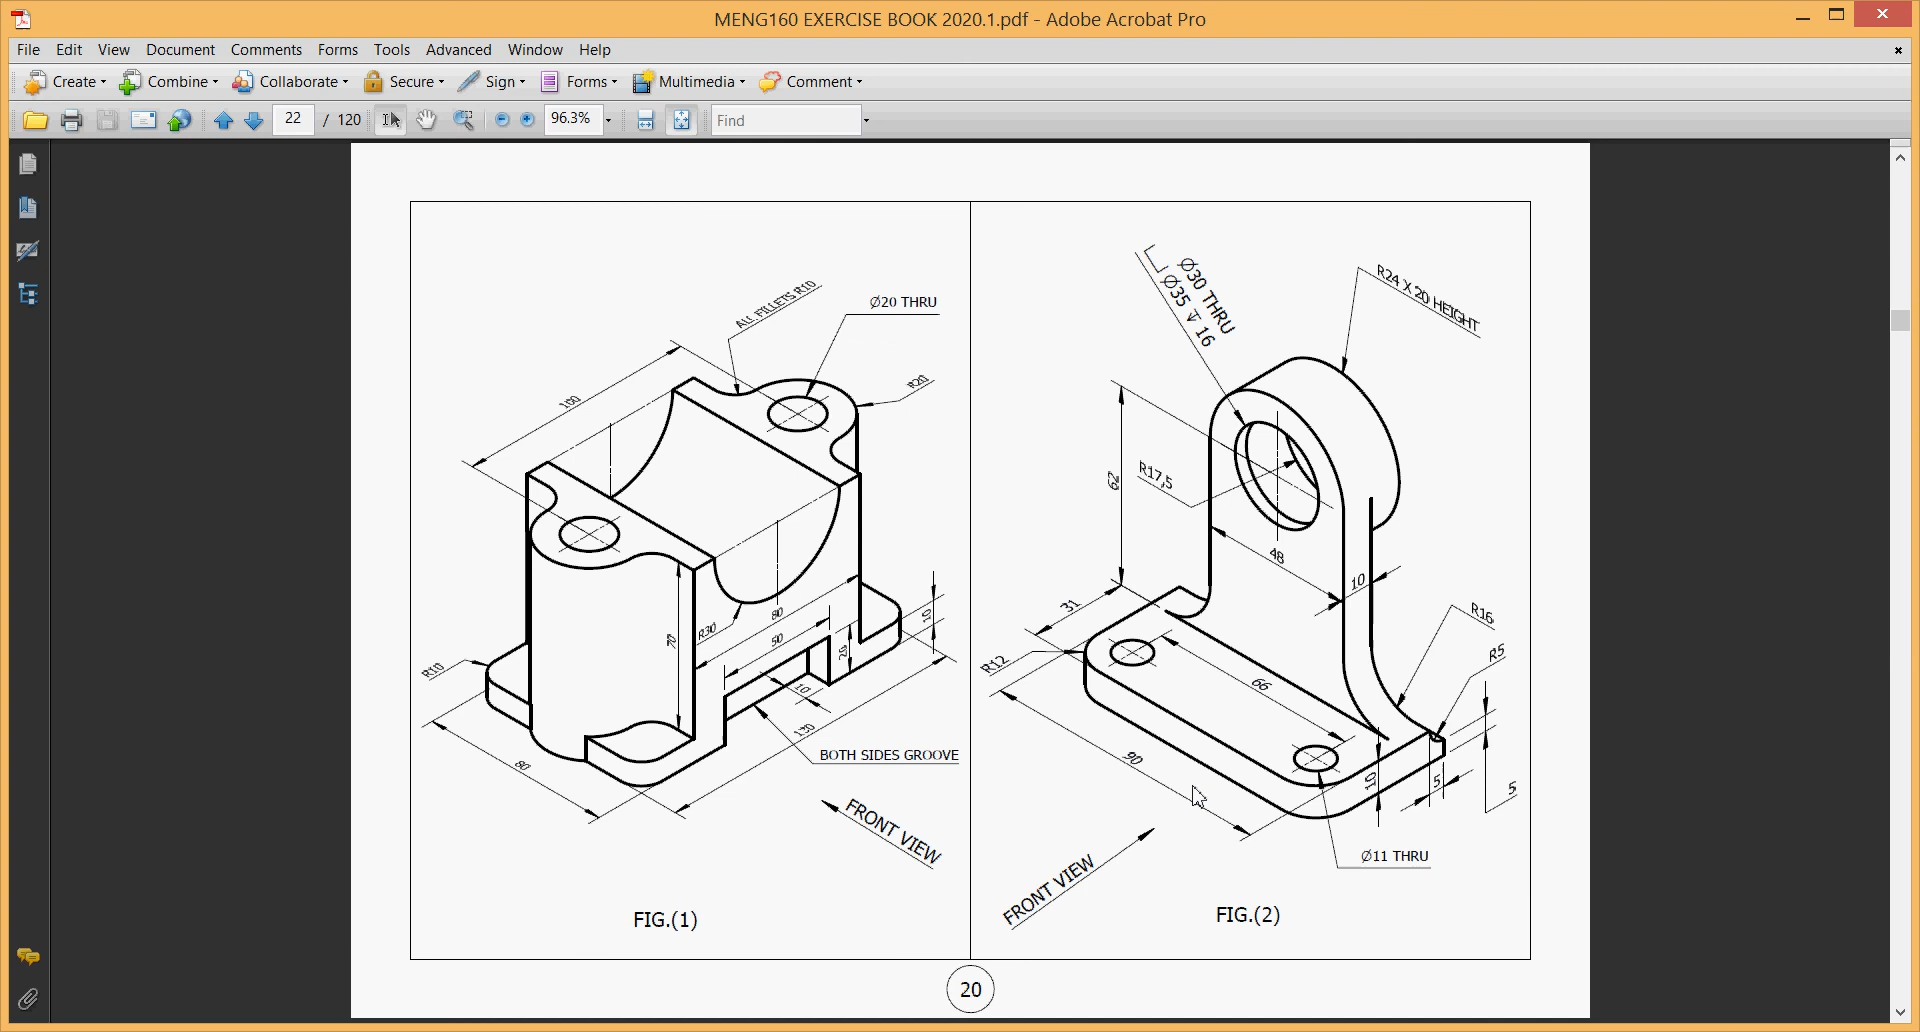 MENG160 EXERCISE BOOK 2020.1.pdf - Adobe Acrobat Pro
File Edit View Document Comments Forms Tools Advanced Window Help
Create Combine Collaborate Secure Sign Forms Multimedia Comment
22 / 120 96.3% Find
ALL FILLETS R10
Ø20 THRU
R20
100
R30
70
80
50
20
10
10
130
R10
80
BOTH SIDES GROOVE
FRONT VIEW
FIG.(1)
Ø30 THRU
Ø35 ↧ 16
R24 X 20 HEIGHT
62
R17,5
48
10
31
R12
66
R16
R5
90
10
5
5
Ø11 THRU
FRONT VIEW
FIG.(2)
20